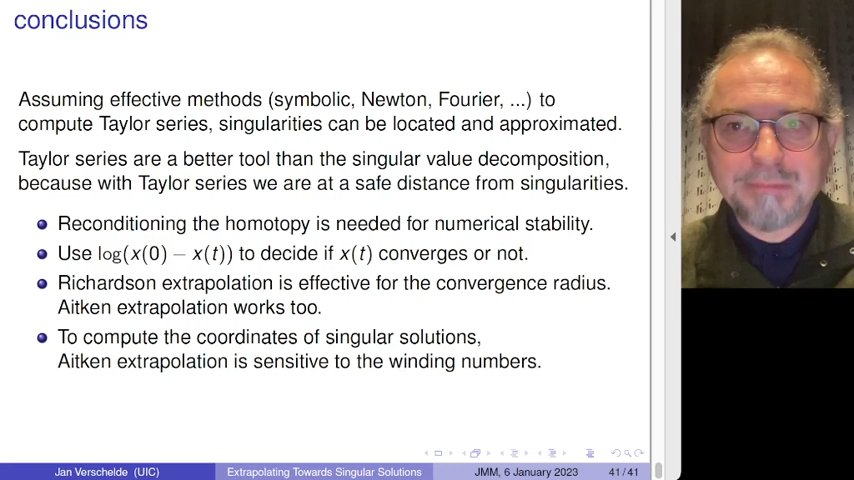 conclusions
Assuming effective methods (symbolic, Newton, Fourier, ...) to
compute Taylor series, singularities can be located and approximated.
Taylor series are a better tool than the singular value decomposition,
because with Taylor series we are at a safe distance from singularities.
Reconditioning the homotopy is needed for numerical stability.
Use log(x(0) − x(t)) to decide if x(t) converges or not.
Richardson extrapolation is effective for the convergence radius.
Aitken extrapolation works too.
To compute the coordinates of singular solutions,
Aitken extrapolation is sensitive to the winding numbers.
Jan Verschelde (UIC) Extrapolating Towards Singular Solutions JMM, 6 January 2023 41 / 41